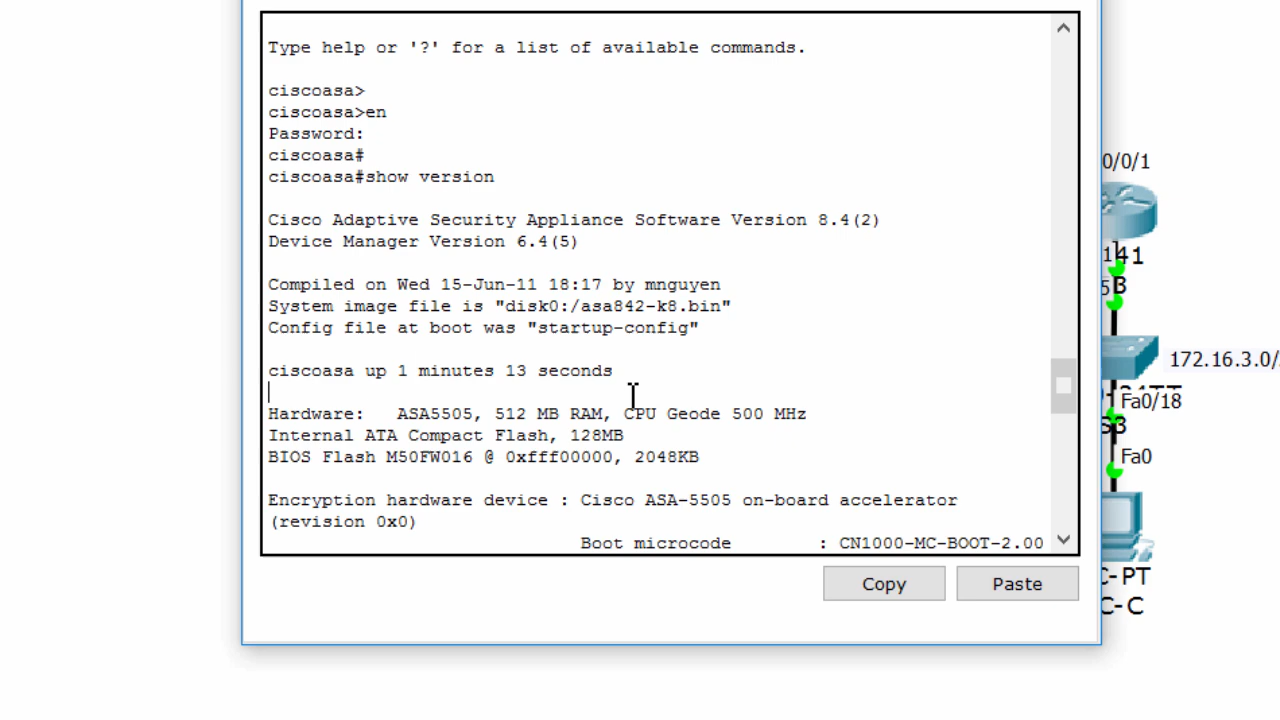 Type help or '?' for a list of available commands.
ciscoasa>
ciscoasa>en
Password:
ciscoasa#
ciscoasa#show version
Cisco Adaptive Security Appliance Software Version 8.4(2)
Device Manager Version 6.4(5)
Compiled on Wed 15-Jun-11 18:17 by mnguyen
System image file is "disk0:/asa842-k8.bin"
Config file at boot was "startup-config"
ciscoasa up 1 minutes 13 seconds
Hardware:   ASA5505, 512 MB RAM, CPU Geode 500 MHz
Internal ATA Compact Flash, 128MB
BIOS Flash M50FW016 @ 0xfff00000, 2048KB
Encryption hardware device : Cisco ASA-5505 on-board accelerator
(revision 0x0)
Boot microcode        : CN1000-MC-BOOT-2.00
Copy
Paste
0/0/1
41
B
172.16.3.0/
Fa0/18
S3
Fa0
C-PT
C-C